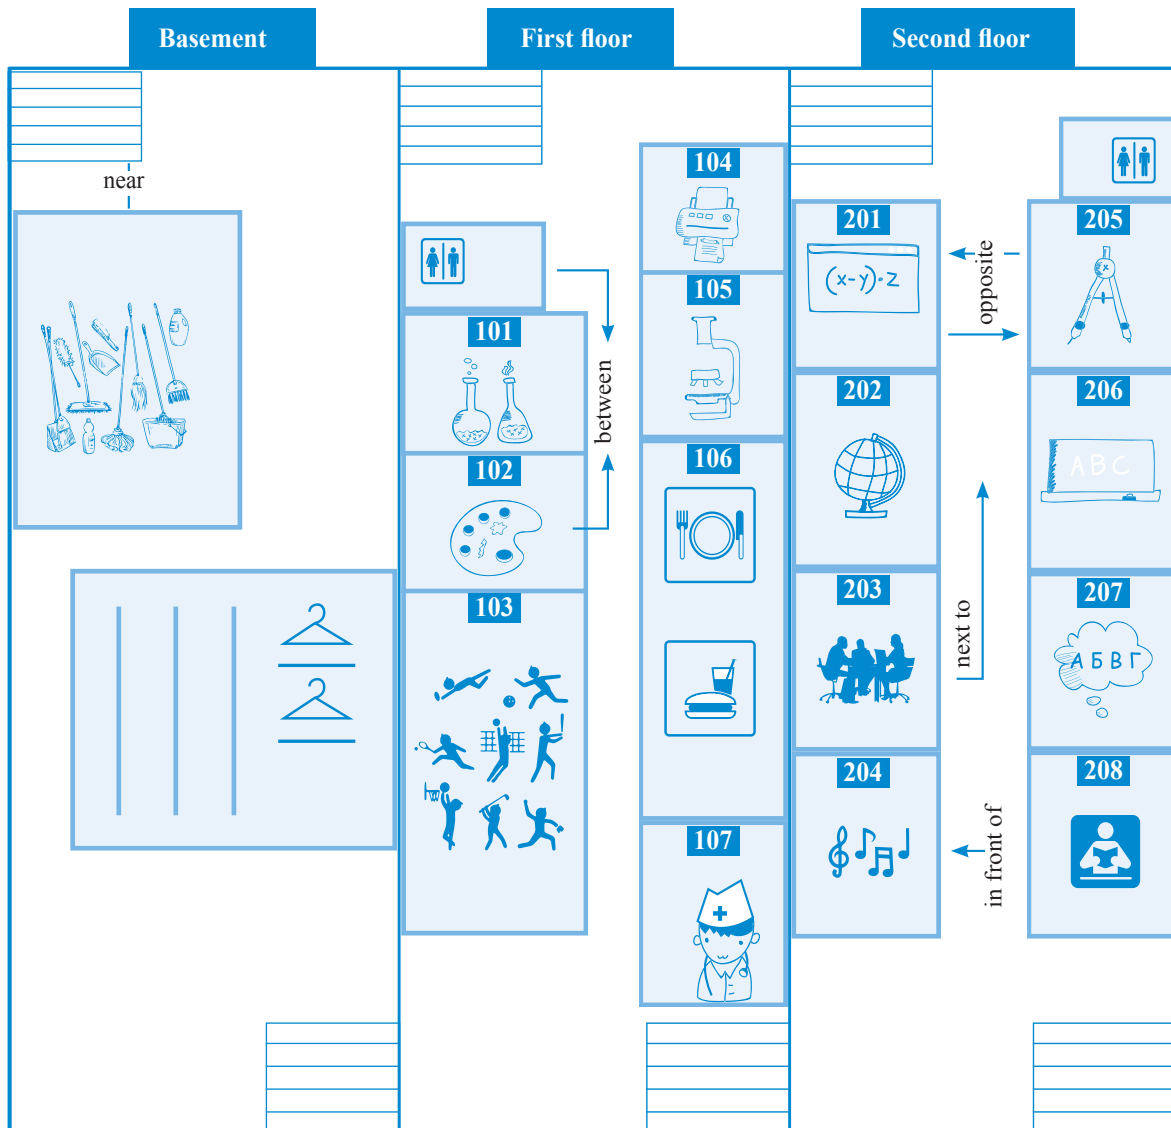 Basement
First floor
Second floor
near
104
201
205
opposite
(x-y)·z
105
101
between
202
206
ABC
106
102
203
207
next to
АБВГ
103
204
208
in front of
107